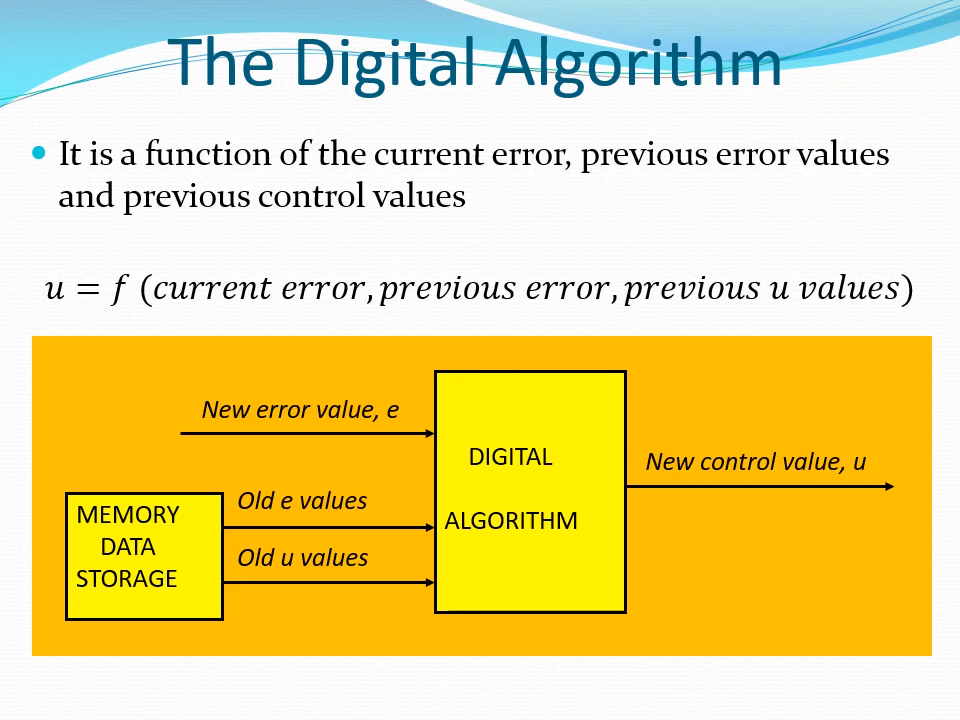 The Digital Algorithm
• It is a function of the current error, previous error values
and previous control values
𝑢 = 𝑓 (𝑐𝑢𝑟𝑟𝑒𝑛𝑡 𝑒𝑟𝑟𝑜𝑟, 𝑝𝑟𝑒𝑣𝑖𝑜𝑢𝑠 𝑒𝑟𝑟𝑜𝑟, 𝑝𝑟𝑒𝑣𝑖𝑜𝑢𝑠 𝑢 𝑣𝑎𝑙𝑢𝑒𝑠)
New error value, e
DIGITAL
ALGORITHM
New control value, u
MEMORY
DATA
STORAGE
Old e values
Old u values